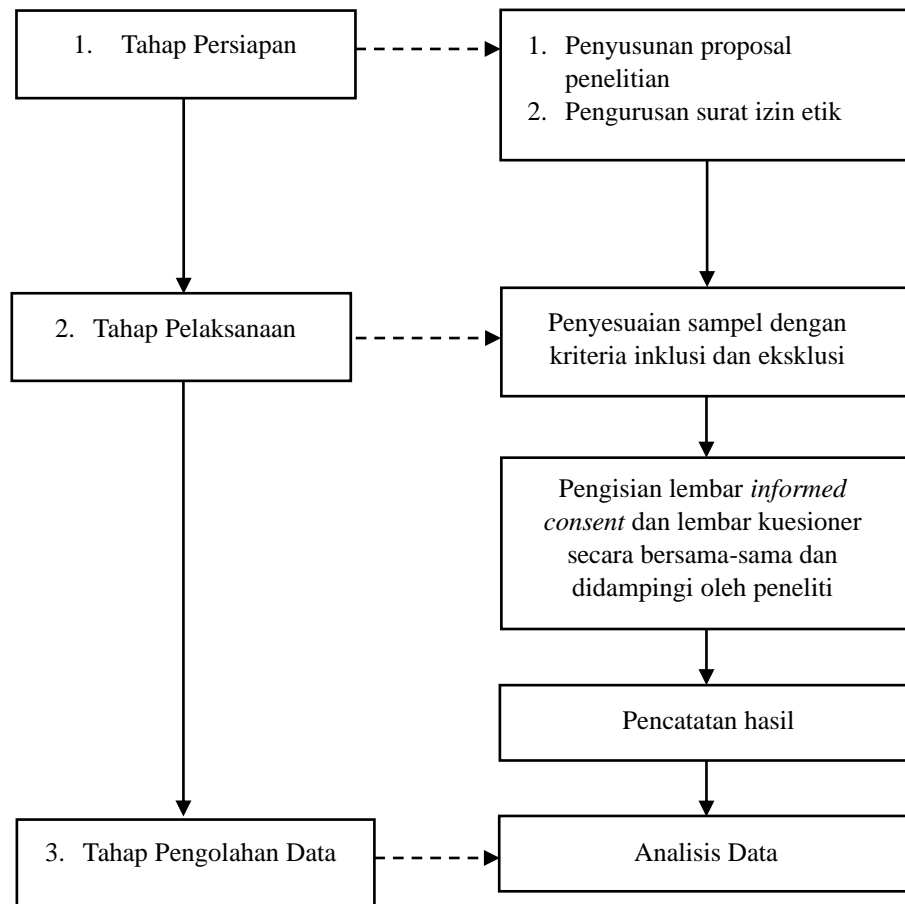 1. Tahap Persiapan
1. Penyusunan proposal
penelitian
2. Pengurusan surat izin etik
2. Tahap Pelaksanaan
Penyesuaian sampel dengan
kriteria inklusi dan eksklusi
Pengisian lembar informed
consent dan lembar kuesioner
secara bersama-sama dan
didampingi oleh peneliti
Pencatatan hasil
3. Tahap Pengolahan Data
Analisis Data